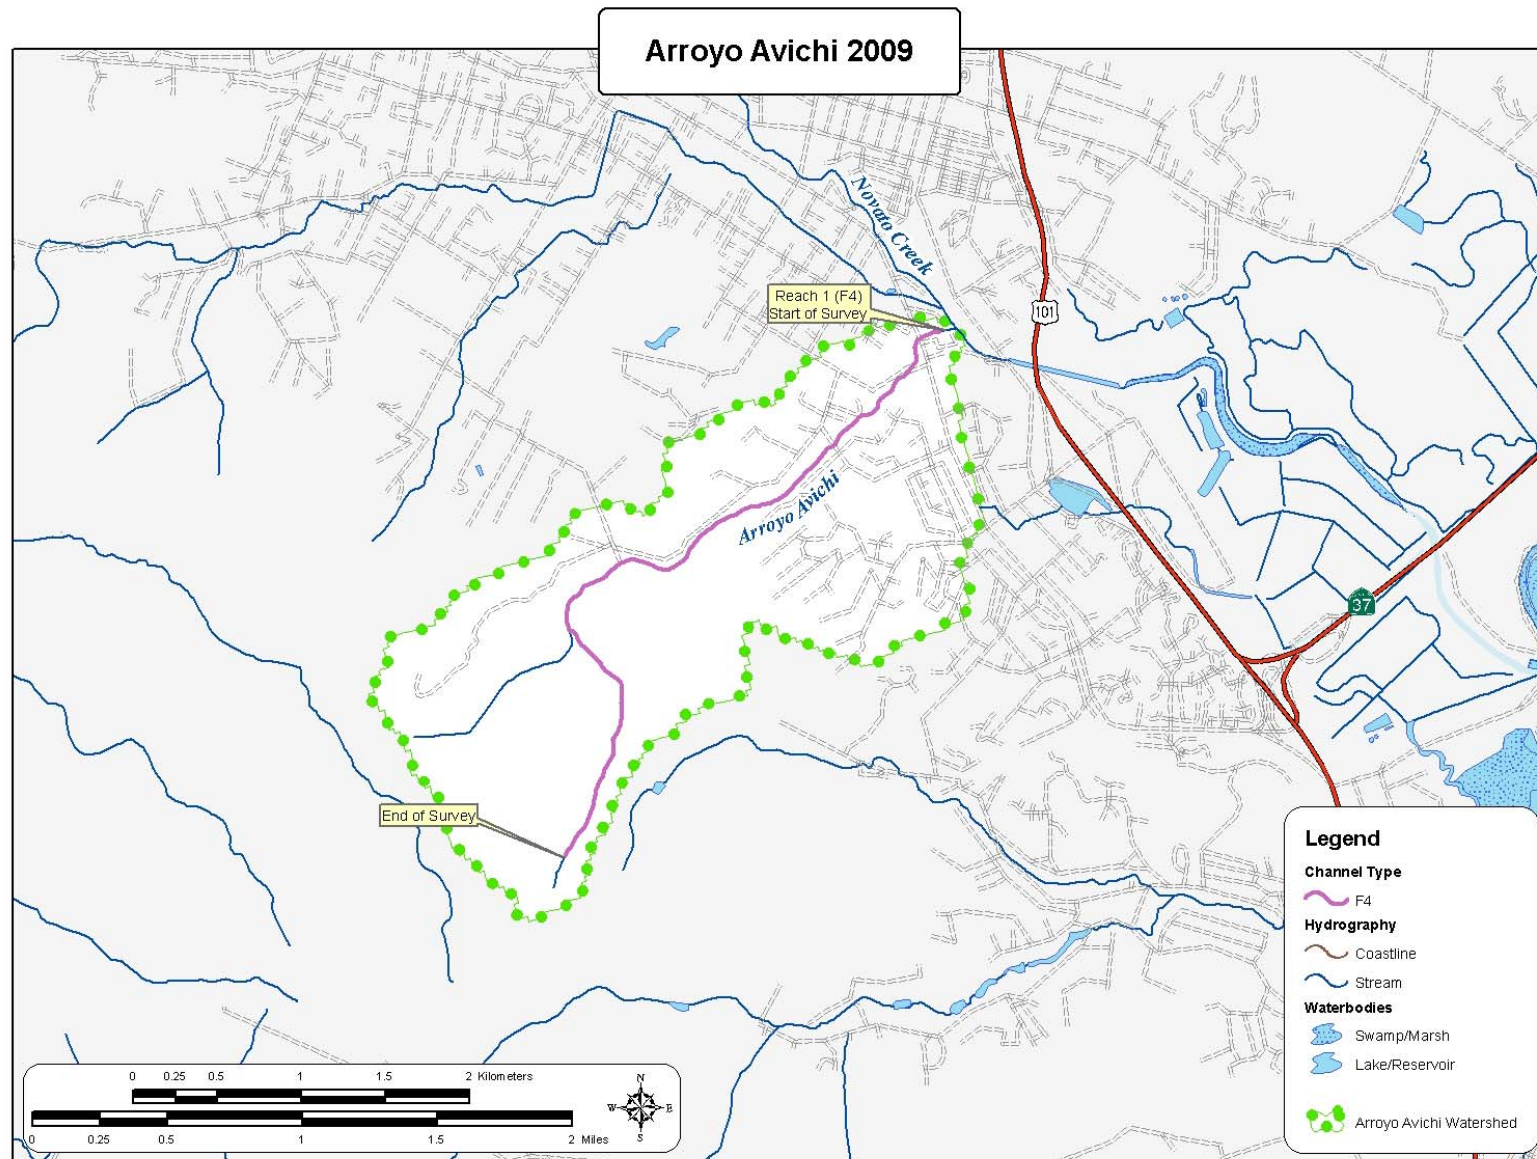 Arroyo Avichi 2009
Novato Creek
Reach 1 (F4)
Start of Survey
101
Arroyo Avichi
37
End of Survey
Legend
Channel Type
F4
Hydrography
Coastline
Stream
Waterbodies
Swamp/Marsh
Lake/Reservoir
Arroyo Avichi Watershed
0 0.25 0.5 1 1.5 2 Kilometers
0 0.25 0.5 1 1.5 2 Miles
N
W E
S